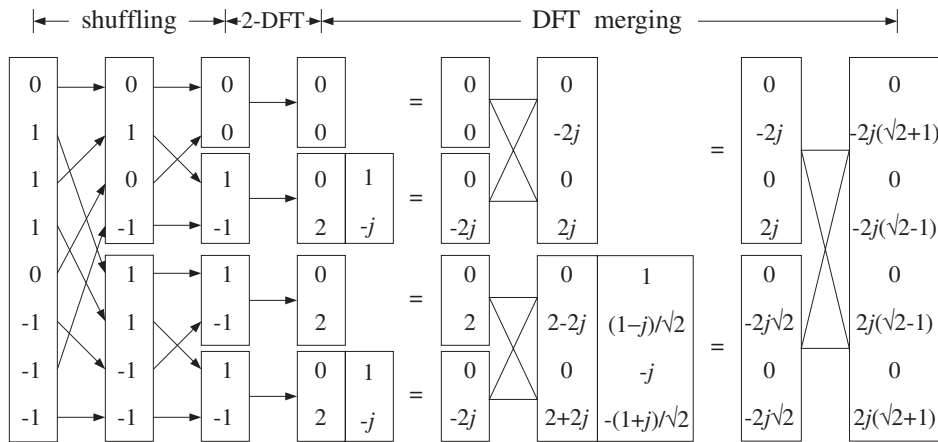 shuffling 2-DFT DFT merging
0 0 0 0 0 0 0 0
=
1 1 0 0 0 -2j -2j -2j(√2+1)
=
1 0 1 0 1 0 0 0 0
=
1 -1 -1 2 -j -2j 2j 2j -2j(√2-1)
0 1 1 0 0 0 1 0 0
=
-1 1 -1 2 2 2-2j (1−j)/√2 -2j√2 2j(√2-1)
=
-1 -1 1 0 1 0 0 -j 0 0
=
-1 -1 -1 2 -j -2j 2+2j -(1+j)/√2 -2j√2 2j(√2+1)